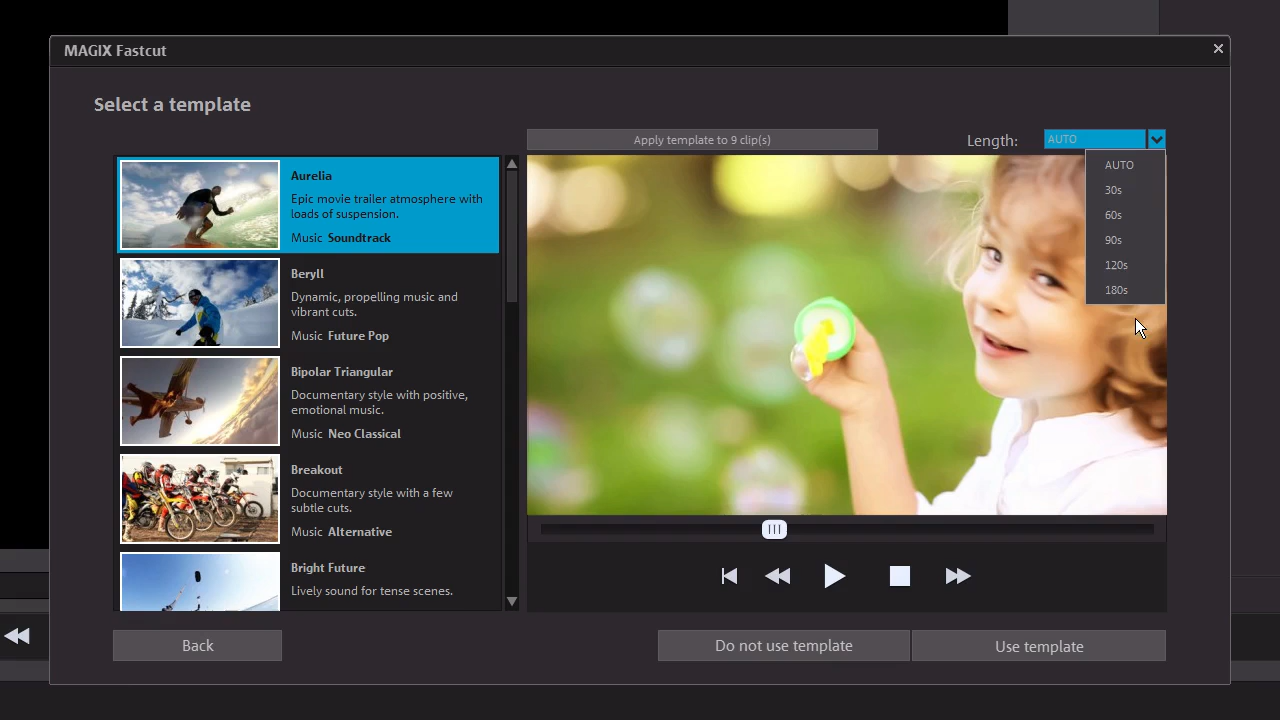 MAGIX Fastcut
Select a template
Apply template to 9 clip(s)
Length:
AUTO
AUTO
30s
60s
90s
120s
180s
Aurelia
Epic movie trailer atmosphere with
loads of suspension.
Music Soundtrack
Beryll
Dynamic, propelling music and
vibrant cuts.
Music Future Pop
Bipolar Triangular
Documentary style with positive,
emotional music.
Music Neo Classical
Breakout
Documentary style with a few
subtle cuts.
Music Alternative
Bright Future
Lively sound for tense scenes.
Back
Do not use template
Use template